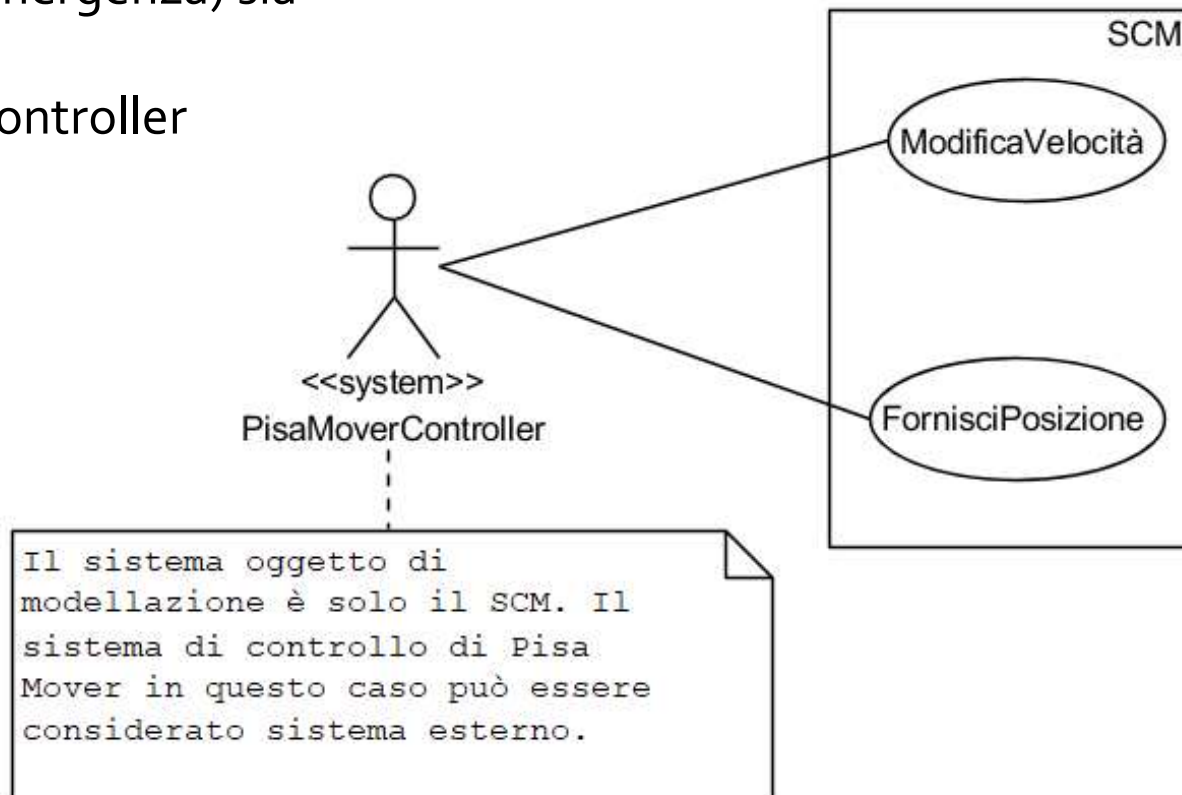 sia
ontroller
SCM
ModificaVelocità
FornisciPosizione
<<system>>
PisaMoverController
Il sistema oggetto di
modellazione è solo il SCM. Il
sistema di controllo di Pisa
Mover in questo caso può essere
considerato sistema esterno.